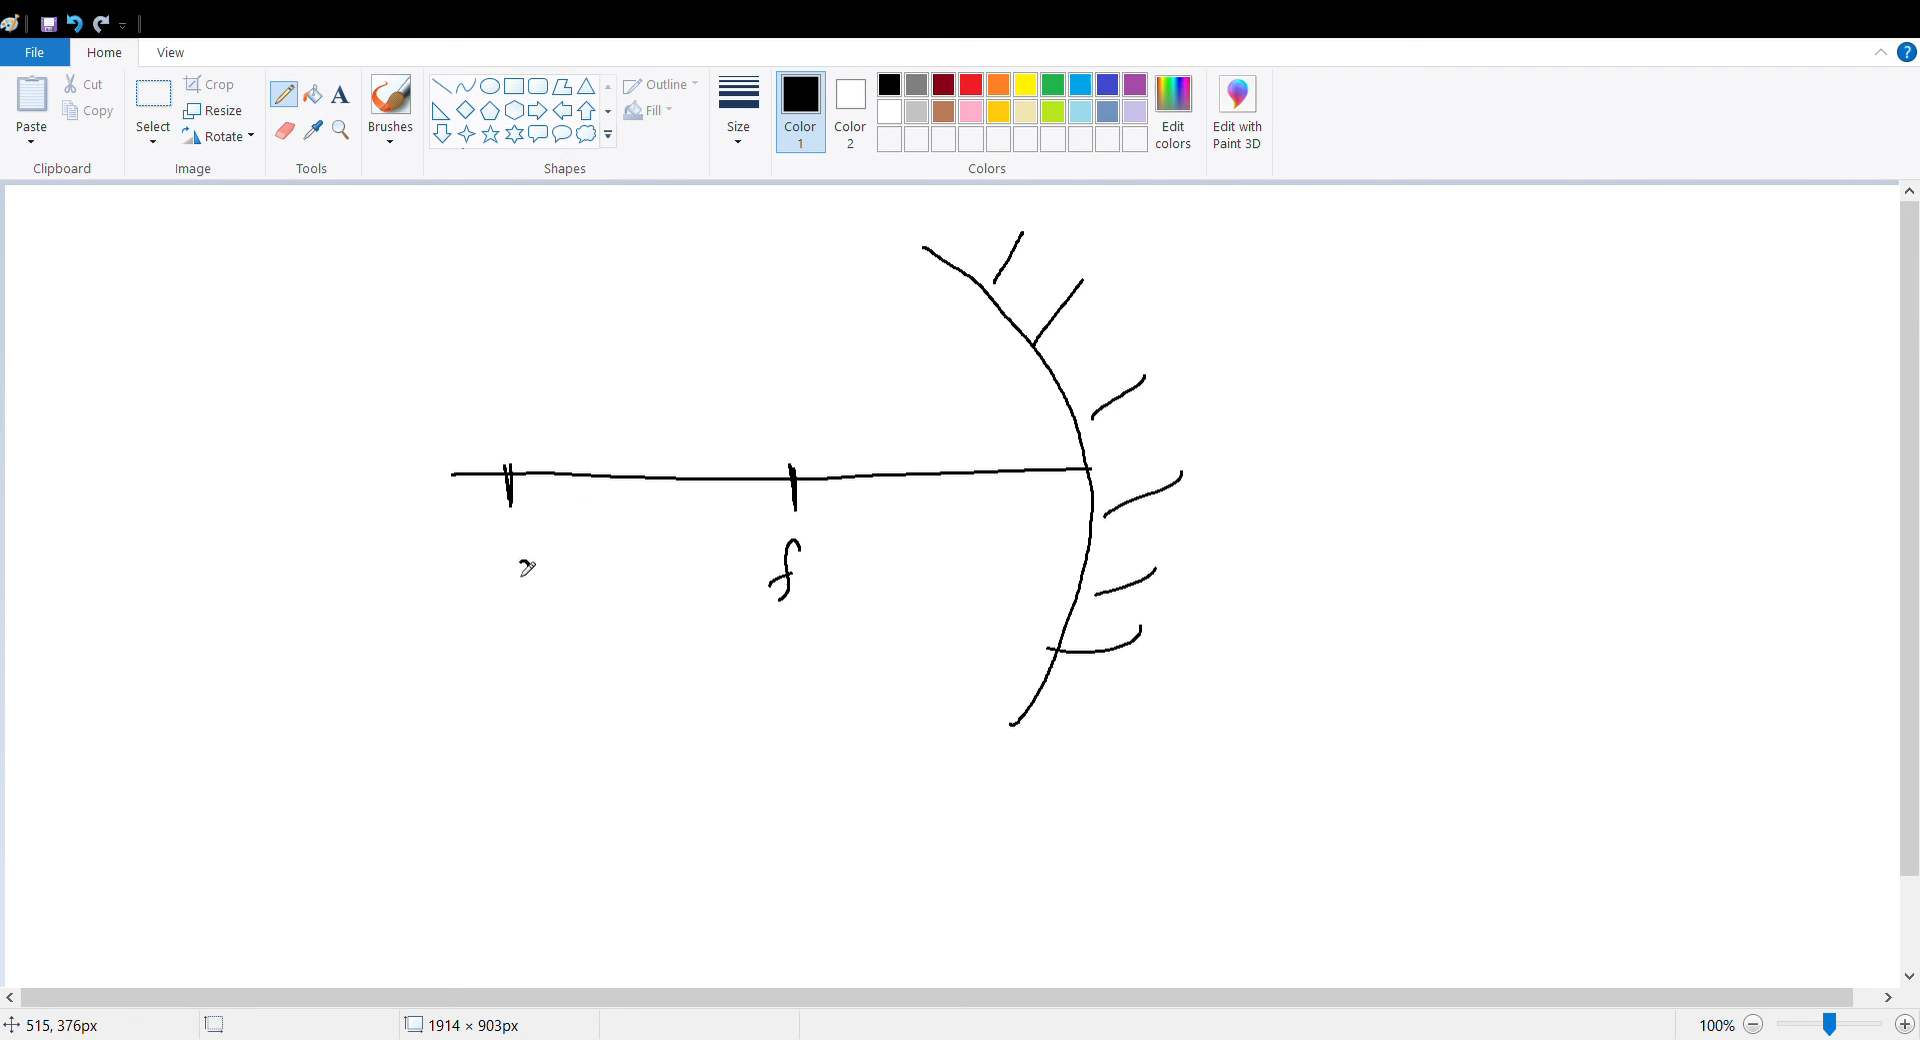 File Home View
Paste Cut Copy Clipboard
Select Crop Resize Rotate Image
Tools
Brushes
Shapes Outline Fill
Size
Color 1 Color 2 Edit colors Colors
Edit with Paint 3D
f
515, 376px 1914 × 903px 100%